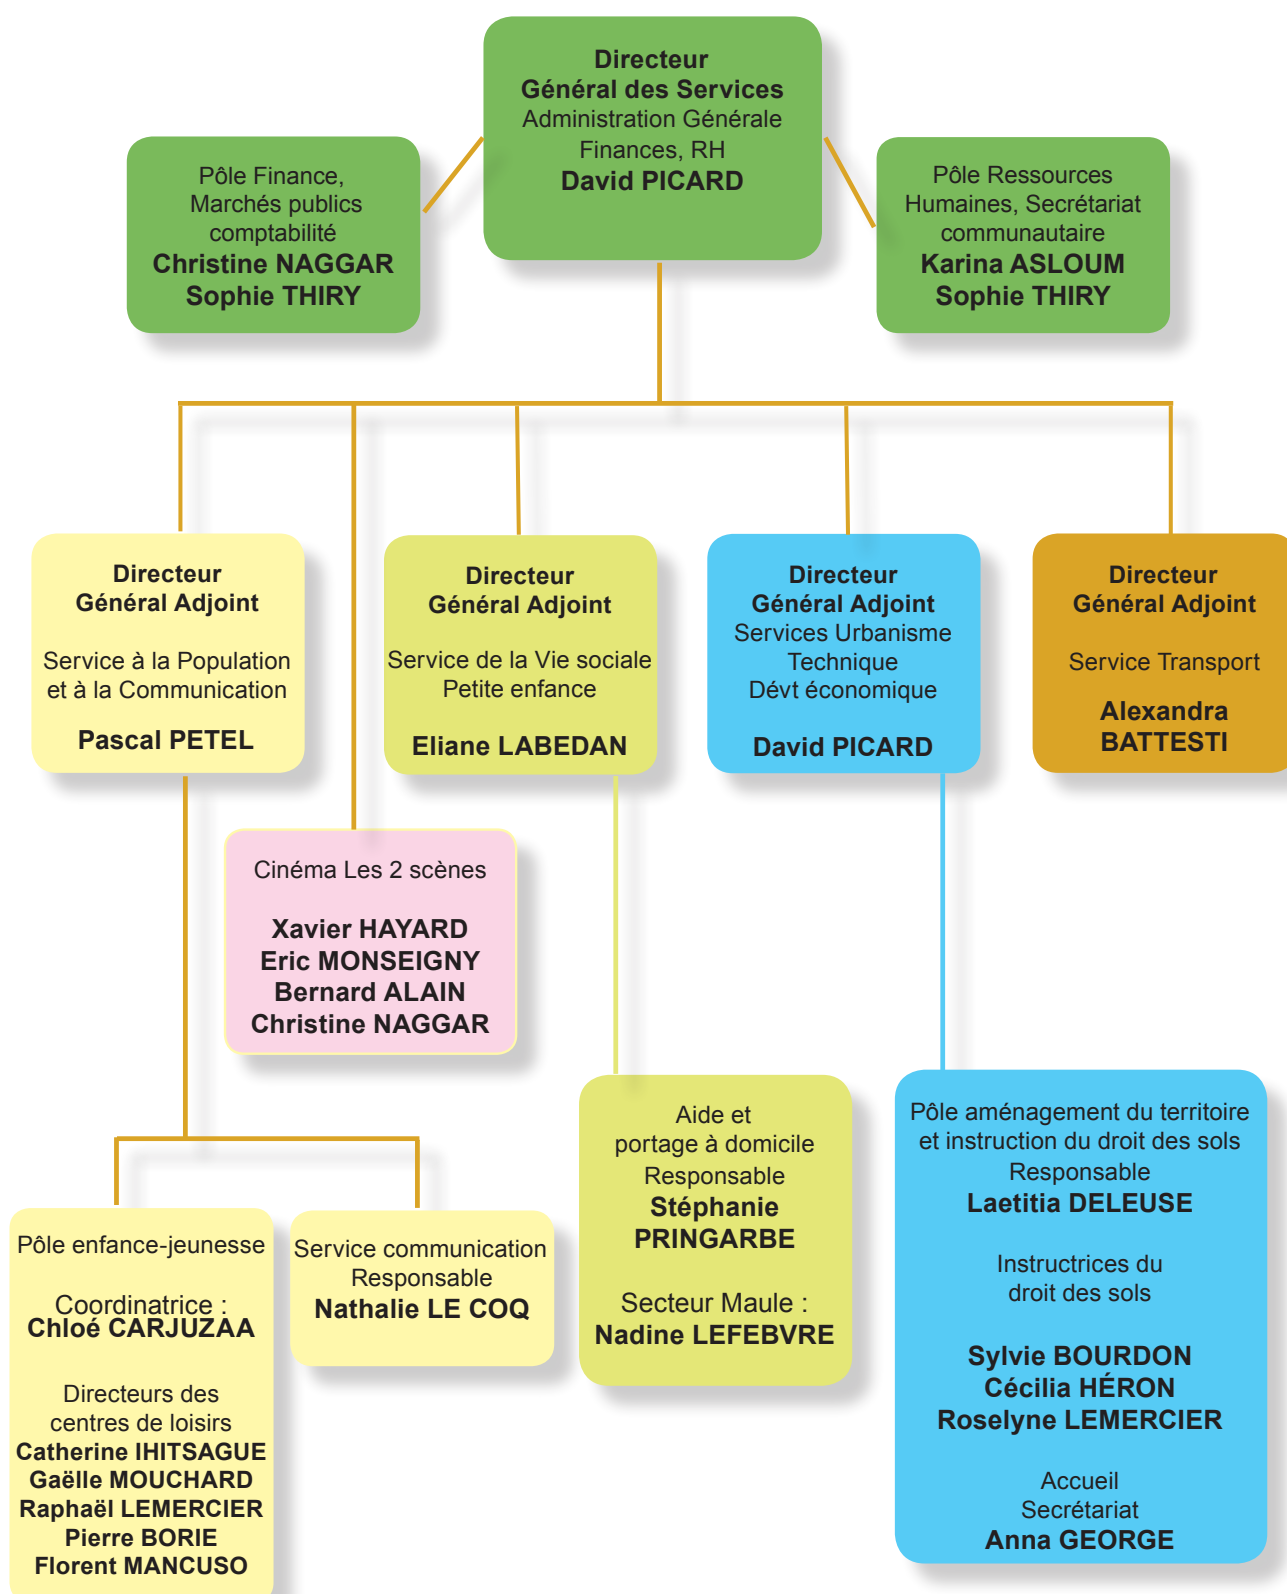 Directeur
Général des Services
Administration Générale
Finances, RH
David PICARD
Pôle Finance,
Marchés publics
comptabilité
Christine NAGGAR
Sophie THIRY
Pôle Ressources
Humaines, Secrétariat
communautaire
Karina ASLOUM
Sophie THIRY
Directeur
Général Adjoint
Service à la Population
et à la Communication
Pascal PETEL
Directeur
Général Adjoint
Service de la Vie sociale
Petite enfance
Eliane LABEDAN
Directeur
Général Adjoint
Services Urbanisme
Technique
Dévt économique
David PICARD
Directeur
Général Adjoint
Service Transport
Alexandra
BATTESTI
Cinéma Les 2 scènes
Xavier HAYARD
Eric MONSEIGNY
Bernard ALAIN
Christine NAGGAR
Pôle enfance-jeunesse
Coordinatrice :
Chloé CARJUZAA
Directeurs des
centres de loisirs
Catherine IHITSAGUE
Gaëlle MOUCHARD
Raphaël LEMERCIER
Pierre BORIE
Florent MANCUSO
Service communication
Responsable
Nathalie LE COQ
Aide et
portage à domicile
Responsable
Stéphanie
PRINGARBE
Secteur Maule :
Nadine LEFEBVRE
Pôle aménagement du territoire
et instruction du droit des sols
Responsable
Laetitia DELEUSE
Instructrices du
droit des sols
Sylvie BOURDON
Cécilia HÉRON
Roselyne LEMERCIER
Accueil
Secrétariat
Anna GEORGE